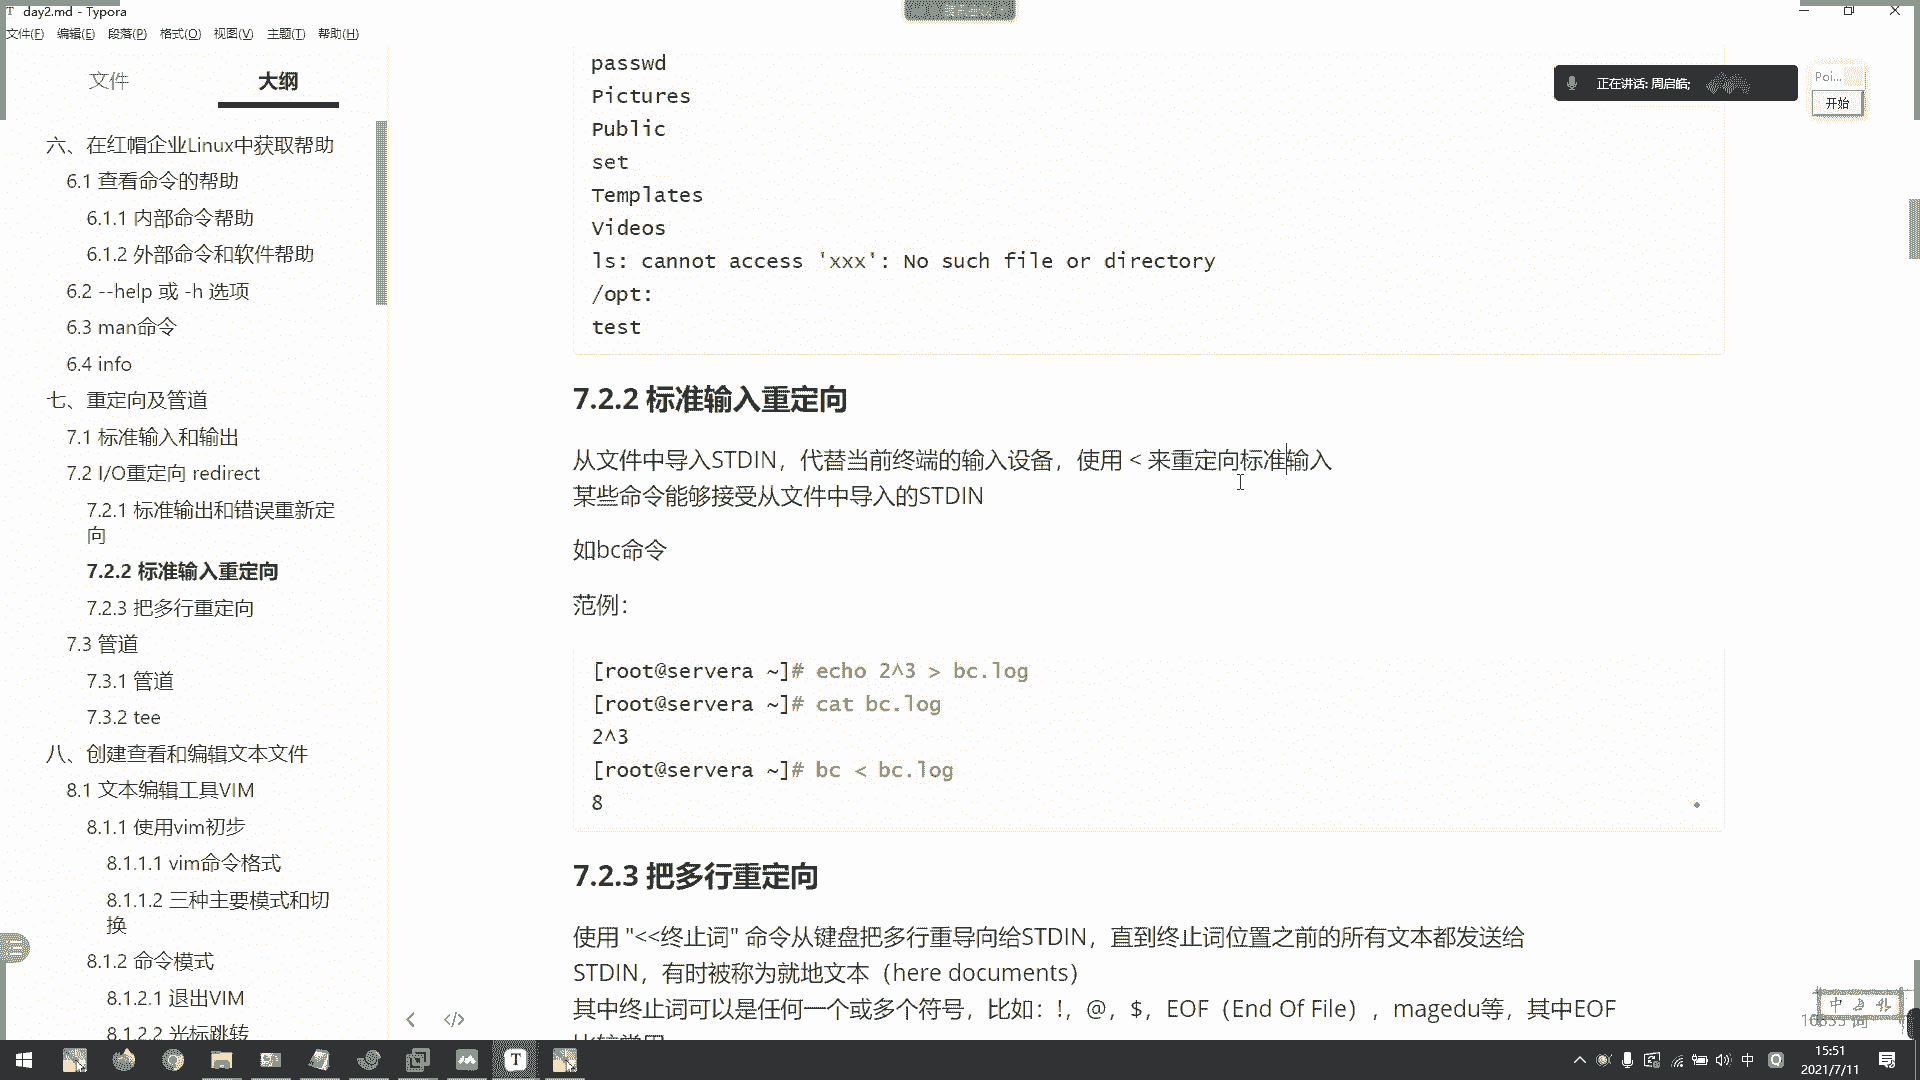 day2.md - Typora
文件(F) 编辑(E) 段落(P) 格式(O) 视图(V) 主题(T) 帮助(H)
文件
大纲
六、在红帽企业Linux中获取帮助
6.1 查看命令的帮助
6.1.1 内部命令帮助
6.1.2 外部命令和软件帮助
6.2 --help 或 -h 选项
6.3 man命令
6.4 info
七、重定向及管道
7.1 标准输入和输出
7.2 I/O重定向 redirect
7.2.1 标准输出和错误重新定
向
7.2.2 标准输入重定向
7.2.3 把多行重定向
7.3 管道
7.3.1 管道
7.3.2 tee
八、创建查看和编辑文本文件
8.1 文本编辑工具VIM
8.1.1 使用vim初步
8.1.1.1 vim命令格式
8.1.1.2 三种主要模式和切
换
8.1.2 命令模式
8.1.2.1 退出VIM
8.1.2.2 光标跳转
passwd
Pictures
Public
set
Templates
Videos
ls: cannot access 'xxx': No such file or directory
/opt:
test
7.2.2 标准输入重定向
从文件中导入STDIN，代替当前终端的输入设备，使用 < 来重定向标准输入
某些命令能够接受从文件中导入的STDIN
如bc命令
范例：
[root@servera ~]# echo 2^3 > bc.log
[root@servera ~]# cat bc.log
2^3
[root@servera ~]# bc < bc.log
8
7.2.3 把多行重定向
使用 "<<终止词" 命令从键盘把多行重导向给STDIN，直到终止词位置之前的所有文本都发送给
STDIN，有时被称为就地文本（here documents）
其中终止词可以是任何一个或多个符号，比如：!，@，$，EOF（End Of File），magedu等，其中EOF
比较常用
正在讲话: 周启皓;
Poi...
开始
中
15:51
2021/7/11